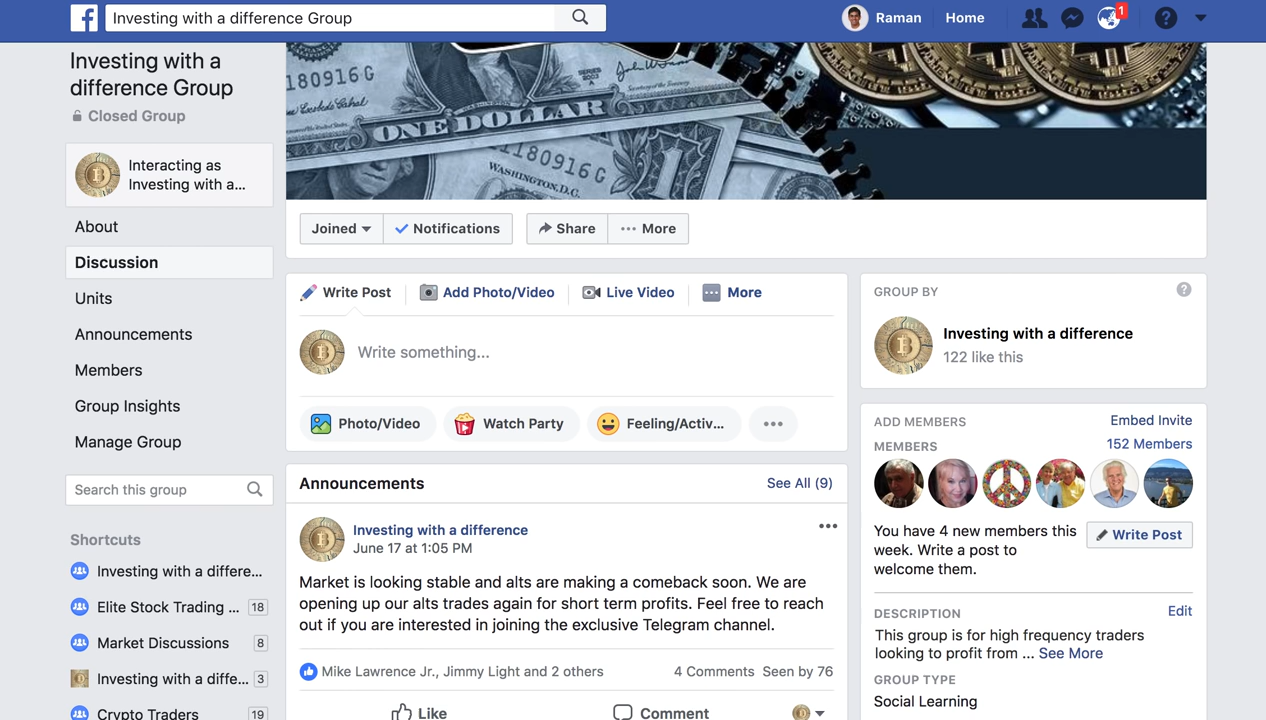 Investing with a difference Group
Raman
Home
1
Investing with a
difference Group
Closed Group
Interacting as
Investing with a...
About
Discussion
Units
Announcements
Members
Group Insights
Manage Group
Search this group
Shortcuts
Investing with a differe...
Elite Stock Trading ... 18
Market Discussions 8
Investing with a diffe... 3
Crypto Traders 19
180916G
SERIES
ONE DOLLAR
1180916G
WASHINGTON, D.C.
1
Joined
Notifications
Share
More
Write Post
Add Photo/Video
Live Video
More
Write something...
Photo/Video
Watch Party
Feeling/Activ...
Announcements
See All (9)
Investing with a difference
June 17 at 1:05 PM
Market is looking stable and alts are making a comeback soon. We are
opening up our alts trades again for short term profits. Feel free to reach
out if you are interested in joining the exclusive Telegram channel.
Mike Lawrence Jr., Jimmy Light and 2 others
4 Comments Seen by 76
Like
Comment
GROUP BY
?
Investing with a difference
122 like this
ADD MEMBERS
Embed Invite
MEMBERS
152 Members
You have 4 new members this
week. Write a post to
welcome them.
Write Post
DESCRIPTION
Edit
This group is for high frequency traders
looking to profit from ... See More
GROUP TYPE
Social Learning